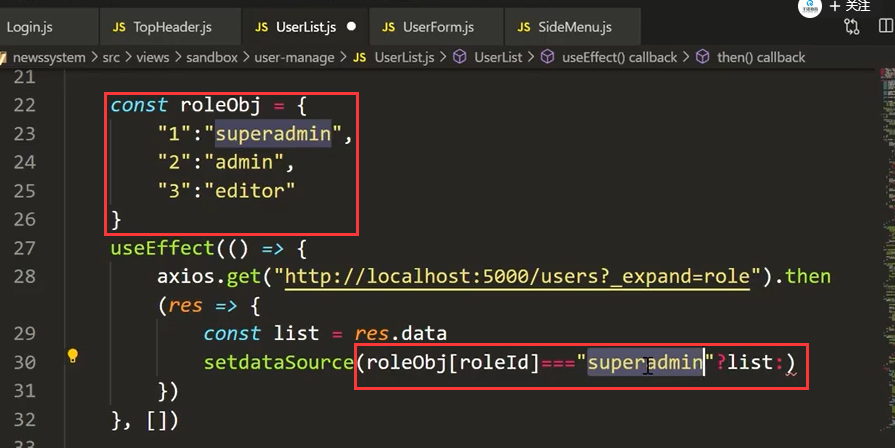 + 关注
Login.js JS TopHeader.js JS UserList.js JS UserForm.js JS SideMenu.js
newssystem > src > views > sandbox > user-manage > JS UserList.js > UserList > useEffect() callback > then() callback
21
22 const roleObj = {
23 "1":"superadmin",
24 "2":"admin",
25 "3":"editor"
26 }
27 useEffect(() => {
28 axios.get("http://localhost:5000/users?_expand=role").then
(res => {
29 const list = res.data
30 setdataSource(roleObj[roleId]==="superadmin"?list:)
31 })
32 }, [])
33